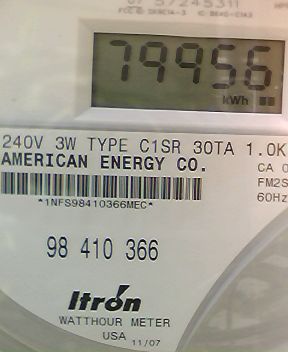 79956
kWh
240V 3W TYPE C1SR 30TA 1.0K
AMERICAN ENERGY CO.
CA 0
FM2S
60Hz
*1NFS98410366MEC*
98 410 366
Itron
WATTHOUR METER
USA 11/07